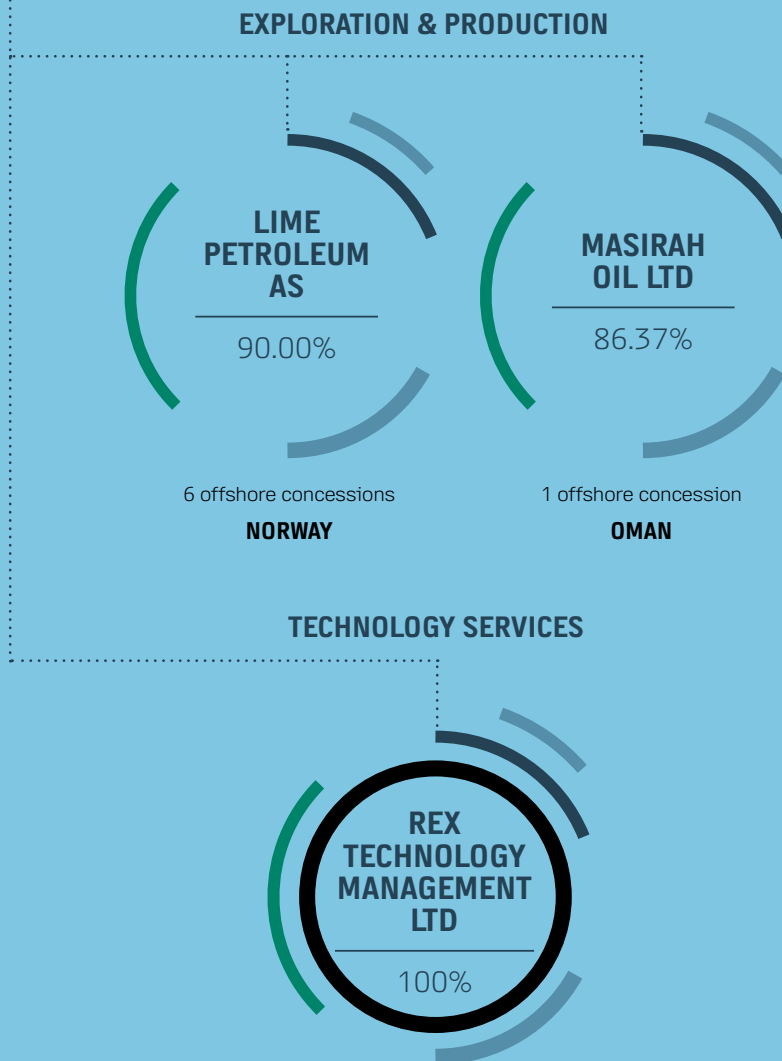 EXPLORATION & PRODUCTION
LIME
PETROLEUM
AS
90.00%
6 offshore concessions
NORWAY
MASIRAH
OIL LTD
86.37%
1 offshore concession
OMAN
TECHNOLOGY SERVICES
REX
TECHNOLOGY
MANAGEMENT
LTD
100%